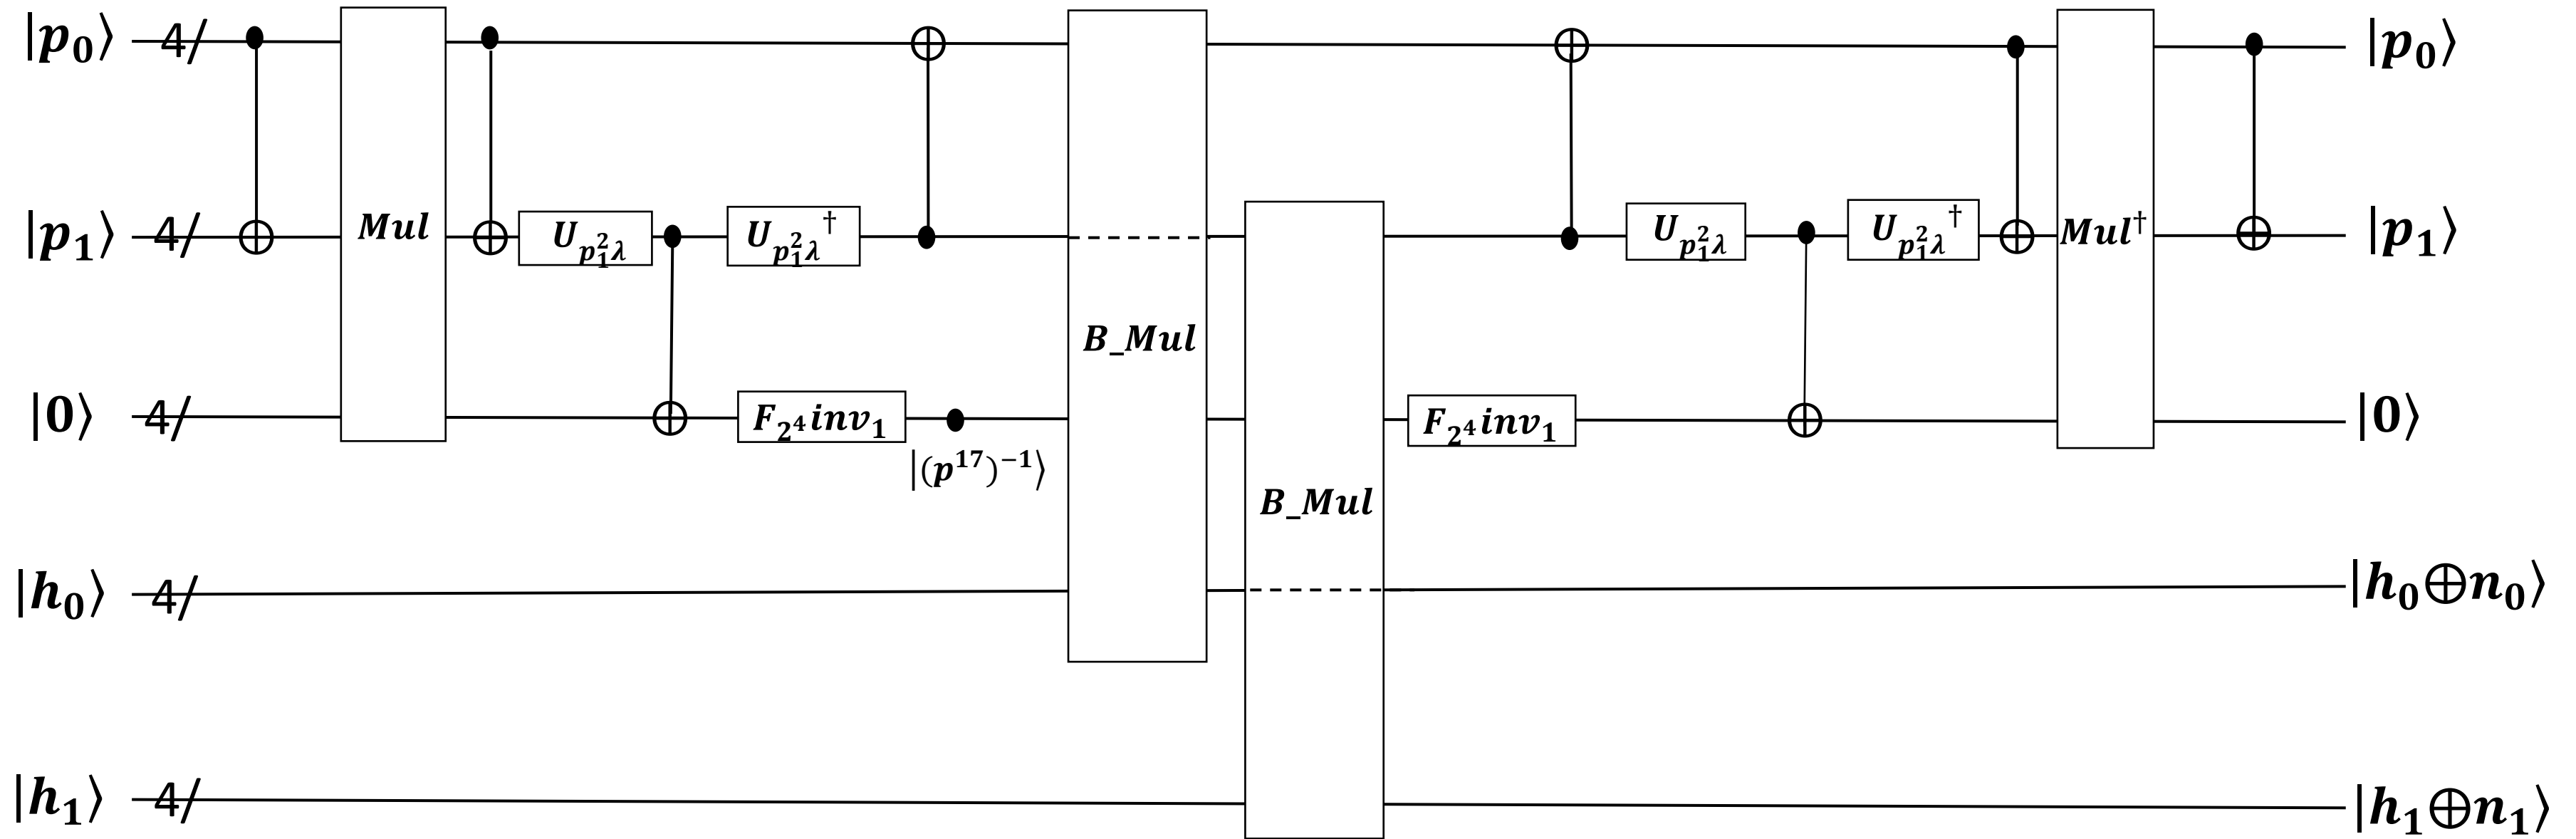 |p₀⟩ 4/ |p₀⟩
|p₁⟩ 4/ Mul U_{p₁²λ} U_{p₁²λ}† U_{p₁²λ} U_{p₁²λ}† Mul† |p₁⟩
B_Mul
|0⟩ 4/ F_{2⁴}inv₁ F_{2⁴}inv₁ |0⟩
|(p¹⁷)⁻¹⟩
B_Mul
|h₀⟩ 4/ |h₀⊕n₀⟩
|h₁⟩ 4/ |h₁⊕n₁⟩